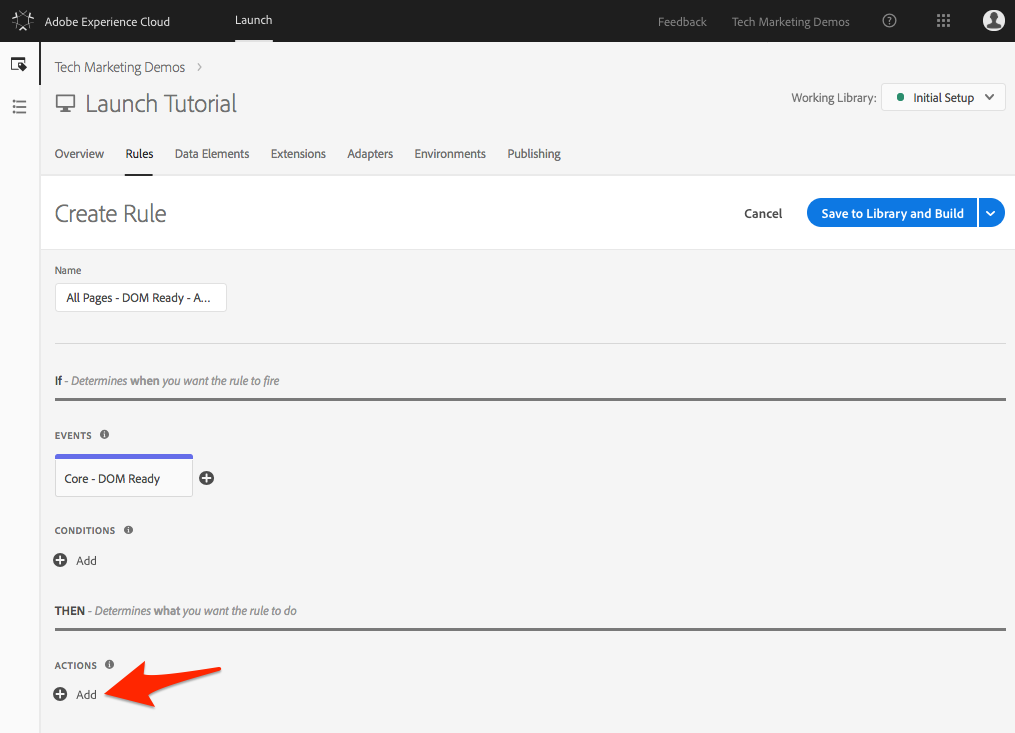 Adobe Experience Cloud Launch Feedback Tech Marketing Demos
Tech Marketing Demos
Launch Tutorial
Working Library: Initial Setup
Overview Rules Data Elements Extensions Adapters Environments Publishing
Create Rule
Cancel Save to Library and Build
Name
All Pages - DOM Ready - A...
If - Determines when you want the rule to fire
EVENTS
Core - DOM Ready
CONDITIONS
Add
THEN - Determines what you want the rule to do
ACTIONS
Add